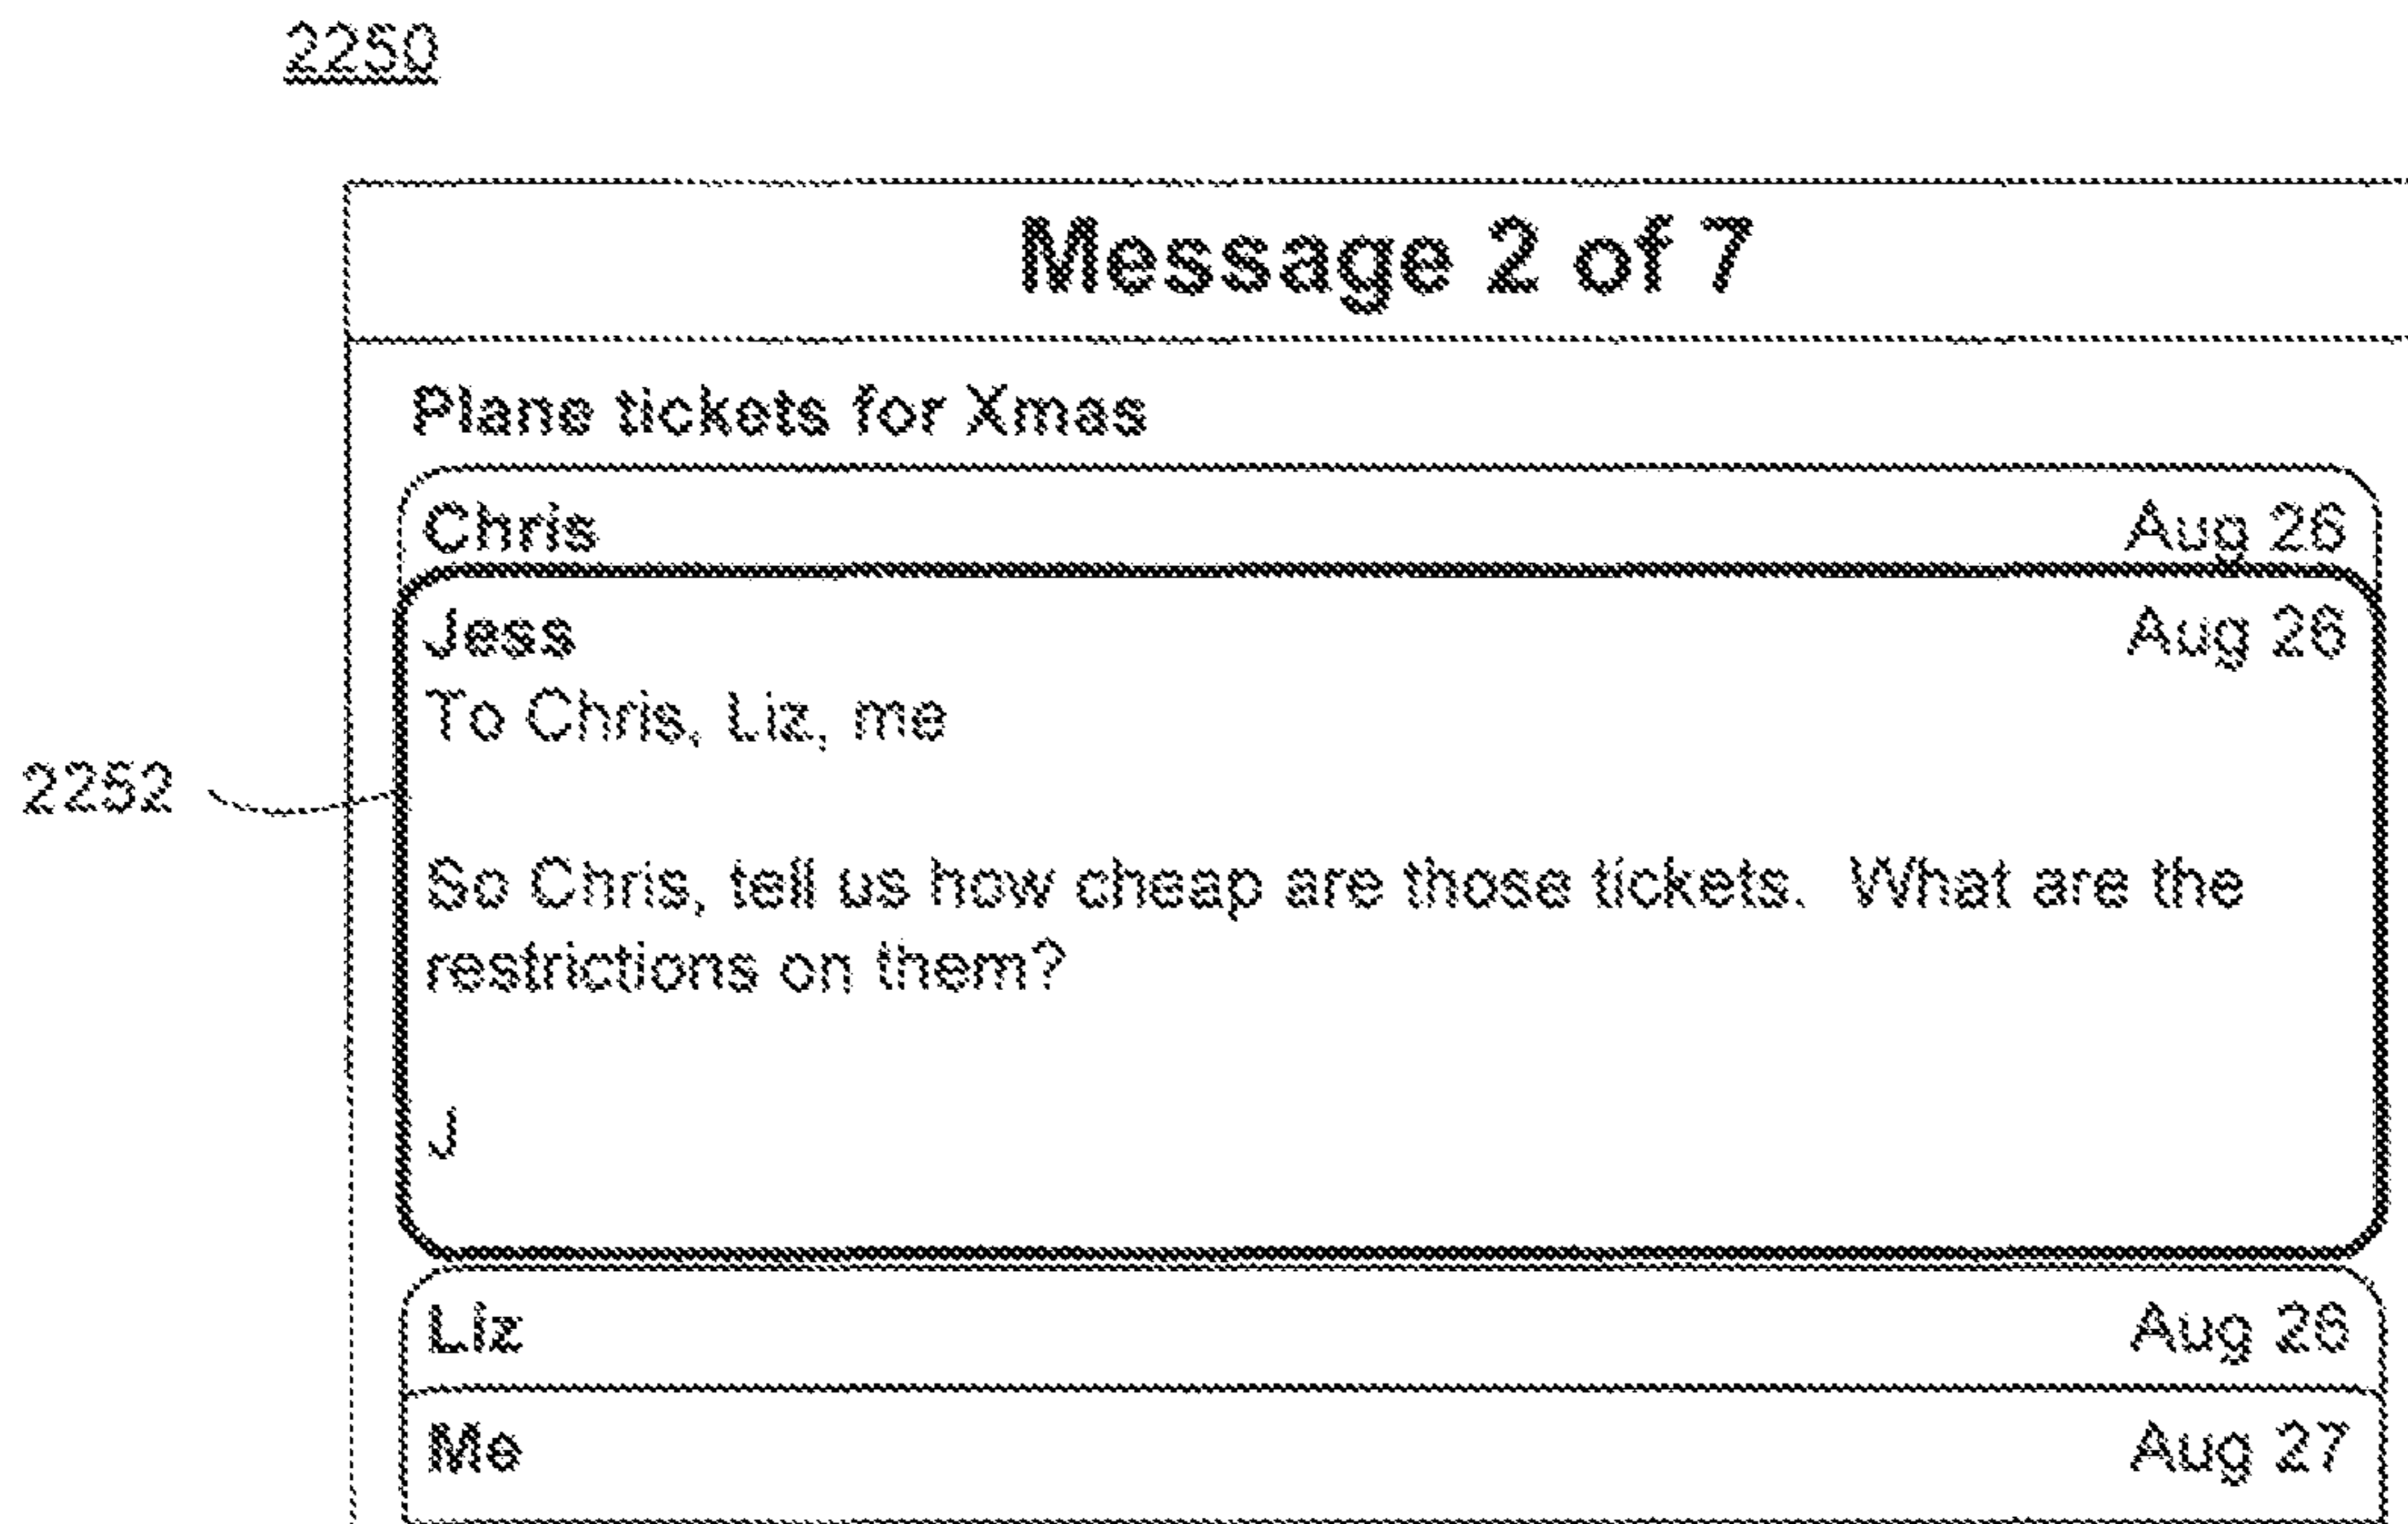 2250
Message 2 of 7
Plane tickets for Xmas
Chris Aug 26
Jess Aug 26
To Chris, Liz, me
2252
So Chris, tell us how cheap are those tickets.  What are the
restrictions on them?
J
Liz Aug 26
Me Aug 27